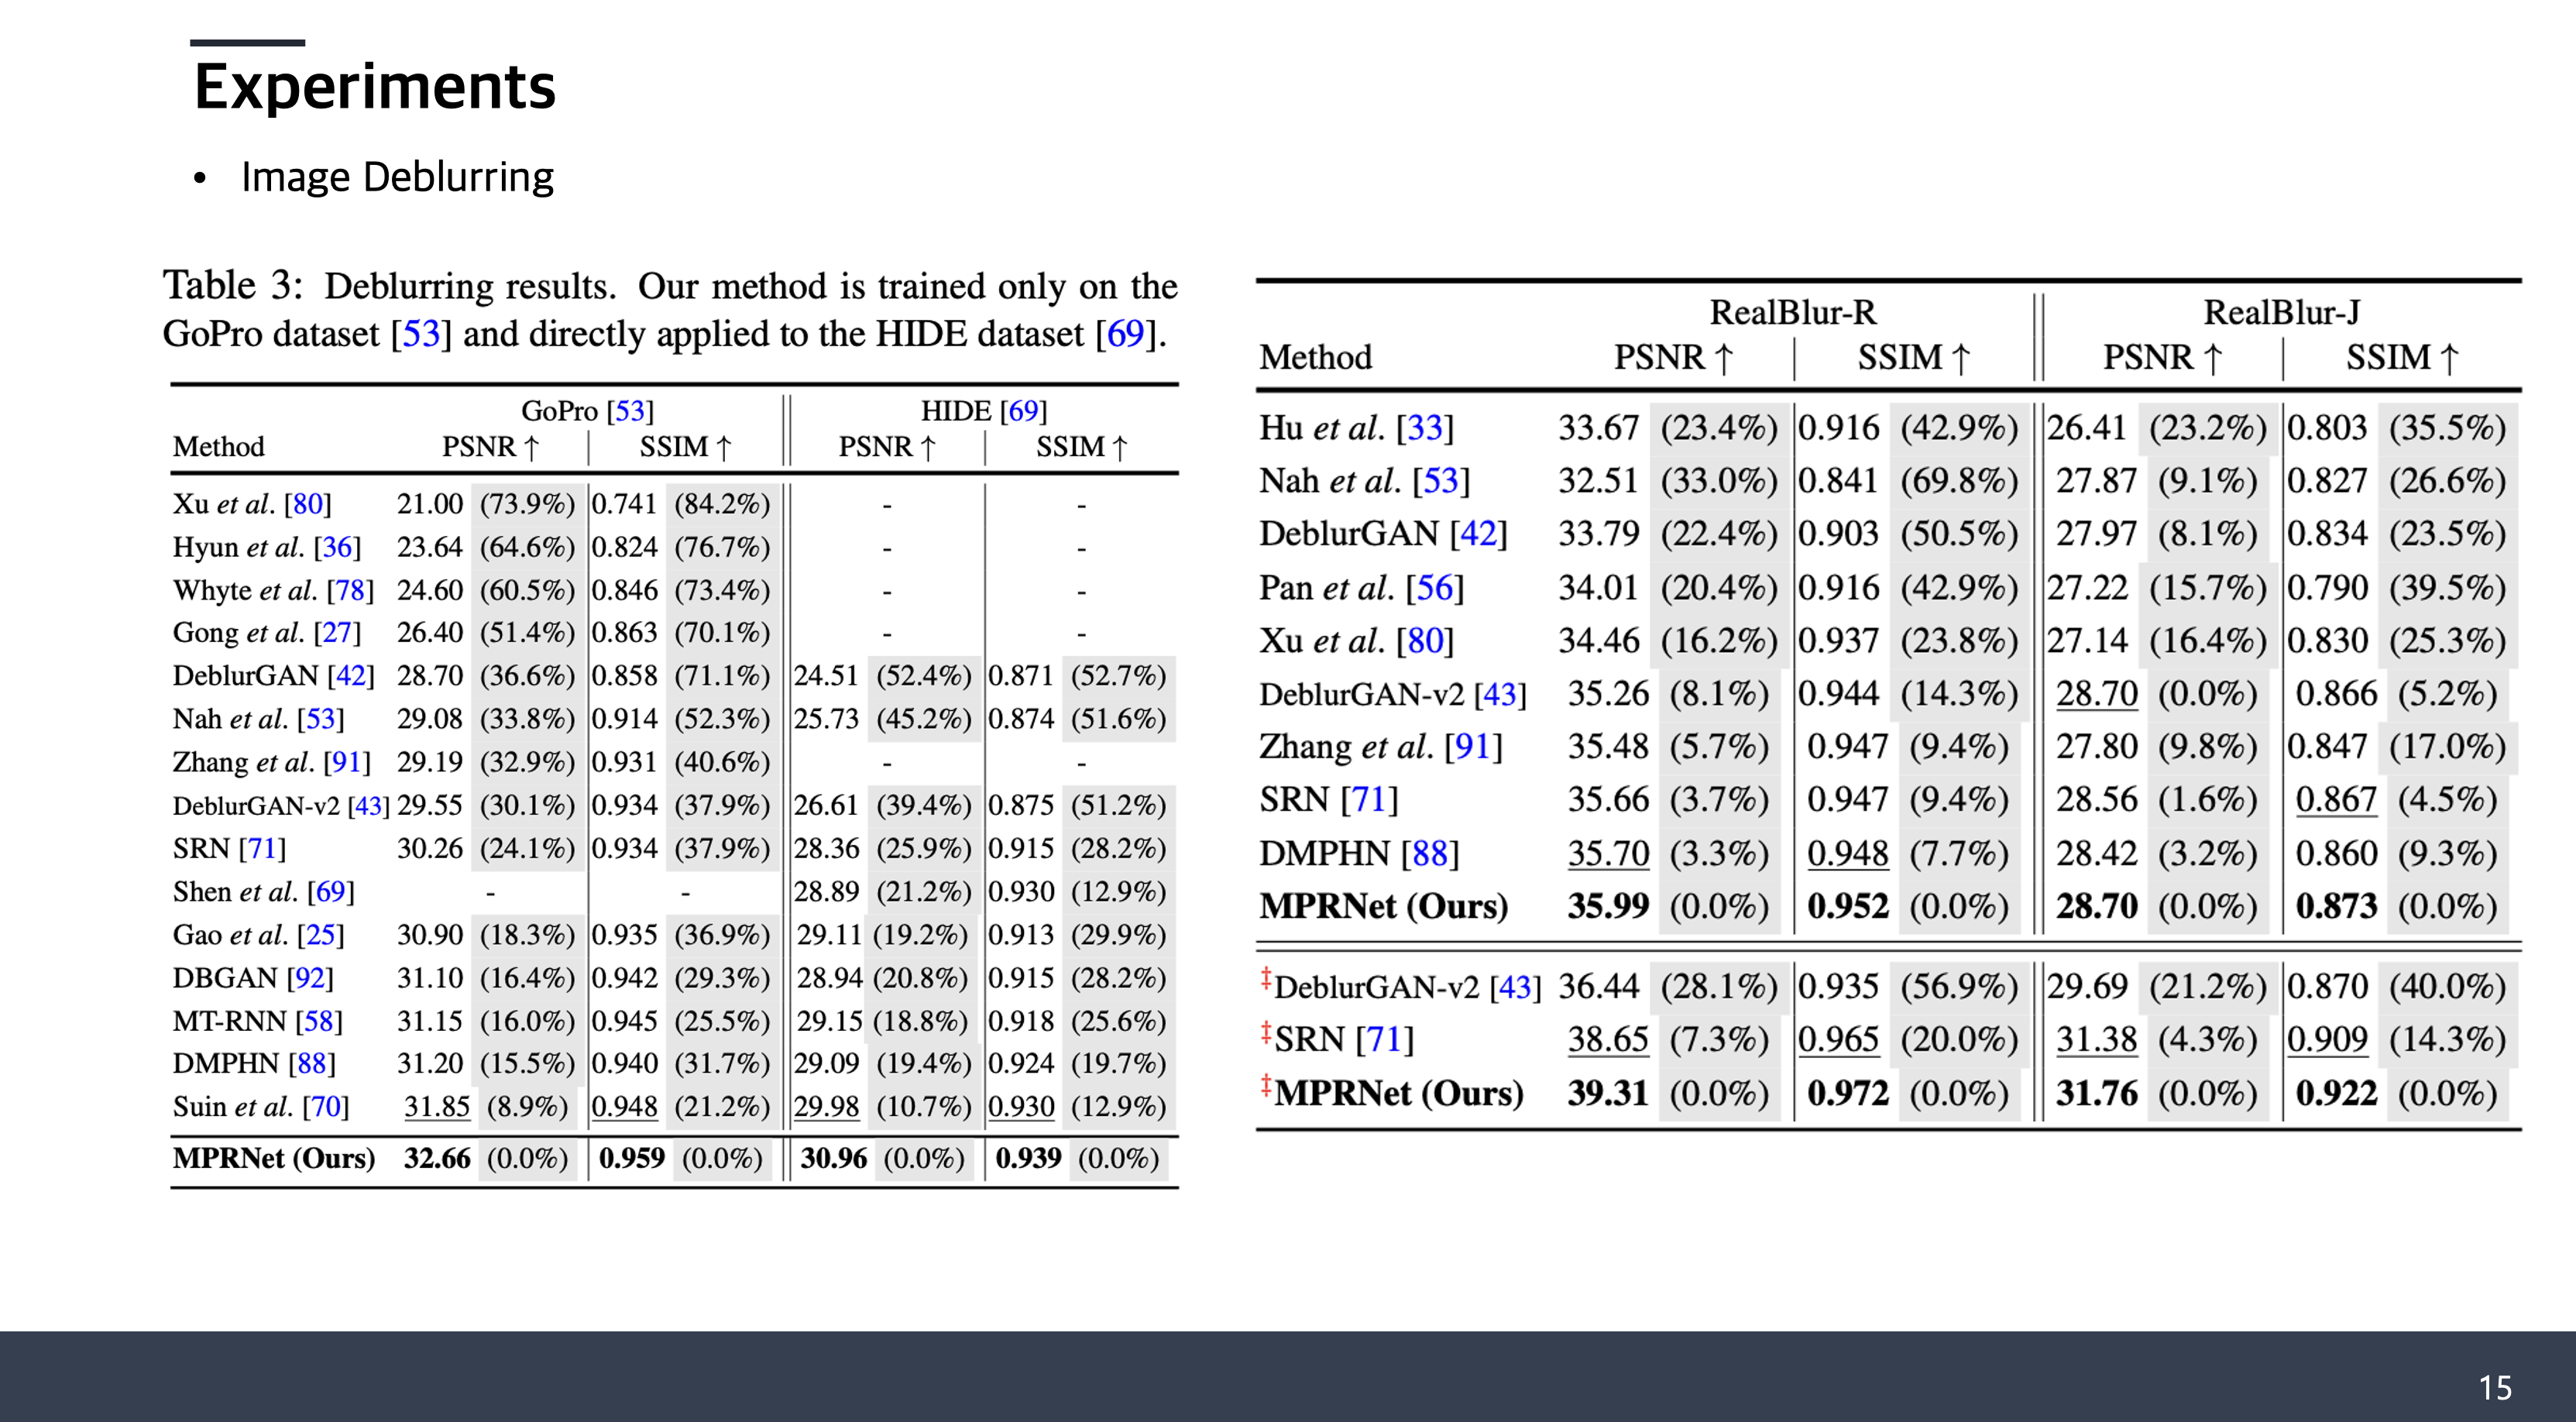 Experiments
• Image Deblurring
Table 3: Deblurring results. Our method is trained only on the
GoPro dataset [53] and directly applied to the HIDE dataset [69].
GoPro [53] HIDE [69]
Method PSNR ↑ SSIM ↑ PSNR ↑ SSIM ↑
Xu et al. [80] 21.00 (73.9%) 0.741 (84.2%) - -
Hyun et al. [36] 23.64 (64.6%) 0.824 (76.7%) - -
Whyte et al. [78] 24.60 (60.5%) 0.846 (73.4%) - -
Gong et al. [27] 26.40 (51.4%) 0.863 (70.1%) - -
DeblurGAN [42] 28.70 (36.6%) 0.858 (71.1%) 24.51 (52.4%) 0.871 (52.7%)
Nah et al. [53] 29.08 (33.8%) 0.914 (52.3%) 25.73 (45.2%) 0.874 (51.6%)
Zhang et al. [91] 29.19 (32.9%) 0.931 (40.6%) - -
DeblurGAN-v2 [43] 29.55 (30.1%) 0.934 (37.9%) 26.61 (39.4%) 0.875 (51.2%)
SRN [71] 30.26 (24.1%) 0.934 (37.9%) 28.36 (25.9%) 0.915 (28.2%)
Shen et al. [69] - - 28.89 (21.2%) 0.930 (12.9%)
Gao et al. [25] 30.90 (18.3%) 0.935 (36.9%) 29.11 (19.2%) 0.913 (29.9%)
DBGAN [92] 31.10 (16.4%) 0.942 (29.3%) 28.94 (20.8%) 0.915 (28.2%)
MT-RNN [58] 31.15 (16.0%) 0.945 (25.5%) 29.15 (18.8%) 0.918 (25.6%)
DMPHN [88] 31.20 (15.5%) 0.940 (31.7%) 29.09 (19.4%) 0.924 (19.7%)
Suin et al. [70] 31.85 (8.9%) 0.948 (21.2%) 29.98 (10.7%) 0.930 (12.9%)
MPRNet (Ours) 32.66 (0.0%) 0.959 (0.0%) 30.96 (0.0%) 0.939 (0.0%)
RealBlur-R RealBlur-J
Method PSNR ↑ SSIM ↑ PSNR ↑ SSIM ↑
Hu et al. [33] 33.67 (23.4%) 0.916 (42.9%) 26.41 (23.2%) 0.803 (35.5%)
Nah et al. [53] 32.51 (33.0%) 0.841 (69.8%) 27.87 (9.1%) 0.827 (26.6%)
DeblurGAN [42] 33.79 (22.4%) 0.903 (50.5%) 27.97 (8.1%) 0.834 (23.5%)
Pan et al. [56] 34.01 (20.4%) 0.916 (42.9%) 27.22 (15.7%) 0.790 (39.5%)
Xu et al. [80] 34.46 (16.2%) 0.937 (23.8%) 27.14 (16.4%) 0.830 (25.3%)
DeblurGAN-v2 [43] 35.26 (8.1%) 0.944 (14.3%) 28.70 (0.0%) 0.866 (5.2%)
Zhang et al. [91] 35.48 (5.7%) 0.947 (9.4%) 27.80 (9.8%) 0.847 (17.0%)
SRN [71] 35.66 (3.7%) 0.947 (9.4%) 28.56 (1.6%) 0.867 (4.5%)
DMPHN [88] 35.70 (3.3%) 0.948 (7.7%) 28.42 (3.2%) 0.860 (9.3%)
MPRNet (Ours) 35.99 (0.0%) 0.952 (0.0%) 28.70 (0.0%) 0.873 (0.0%)
‡DeblurGAN-v2 [43] 36.44 (28.1%) 0.935 (56.9%) 29.69 (21.2%) 0.870 (40.0%)
‡SRN [71] 38.65 (7.3%) 0.965 (20.0%) 31.38 (4.3%) 0.909 (14.3%)
‡MPRNet (Ours) 39.31 (0.0%) 0.972 (0.0%) 31.76 (0.0%) 0.922 (0.0%)
15